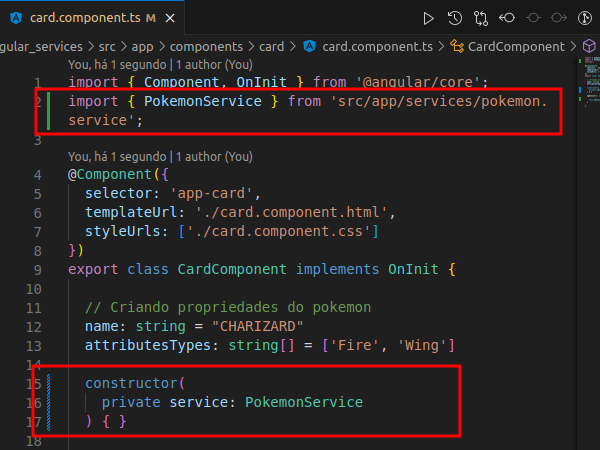 card.component.ts M
gular_services > src > app > components > card > card.component.ts > CardComponent >
You, há 1 segundo | 1 author (You)
1 import { Component, OnInit } from '@angular/core';
2 import { PokemonService } from 'src/app/services/pokemon.
service';
3
You, há 1 segundo | 1 author (You)
4 @Component({
5 selector: 'app-card',
6 templateUrl: './card.component.html',
7 styleUrls: ['./card.component.css']
8 })
9 export class CardComponent implements OnInit {
10
11 // Criando propriedades do pokemon
12 name: string = "CHARIZARD"
13 attributesTypes: string[] = ['Fire', 'Wing']
14
15 constructor(
16 private service: PokemonService
17 ) { }
18